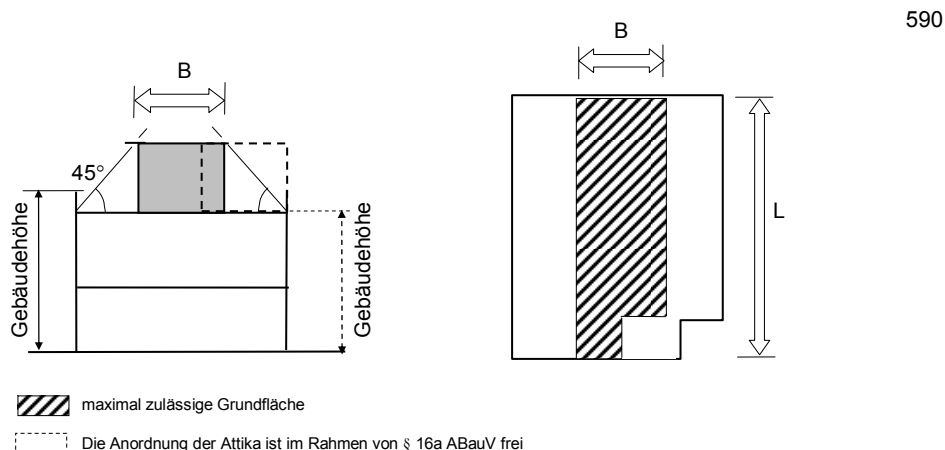 590
B
B
45°
Gebäudehöhe
Gebäudehöhe
L
maximal zulässige Grundfläche
Die Anordnung der Attika ist im Rahmen von § 16a ABauV frei